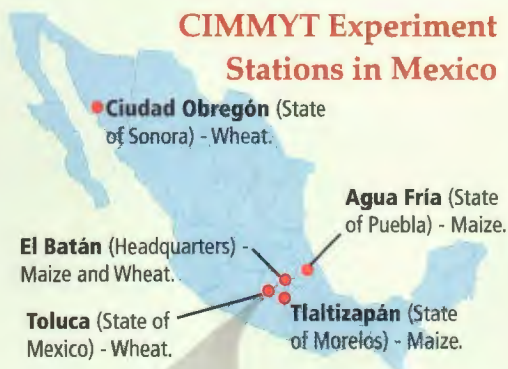 CIMMYT Experiment
Stations in Mexico
Ciudad Obregón (State
of Sonora) - Wheat.
Agua Fría (State
of Puebla) - Maize.
El Batán (Headquarters) -
Maize and Wheat.
Toluca (State of
Mexico) - Wheat.
Tlaltizapán (State
of Morelos) - Maize.